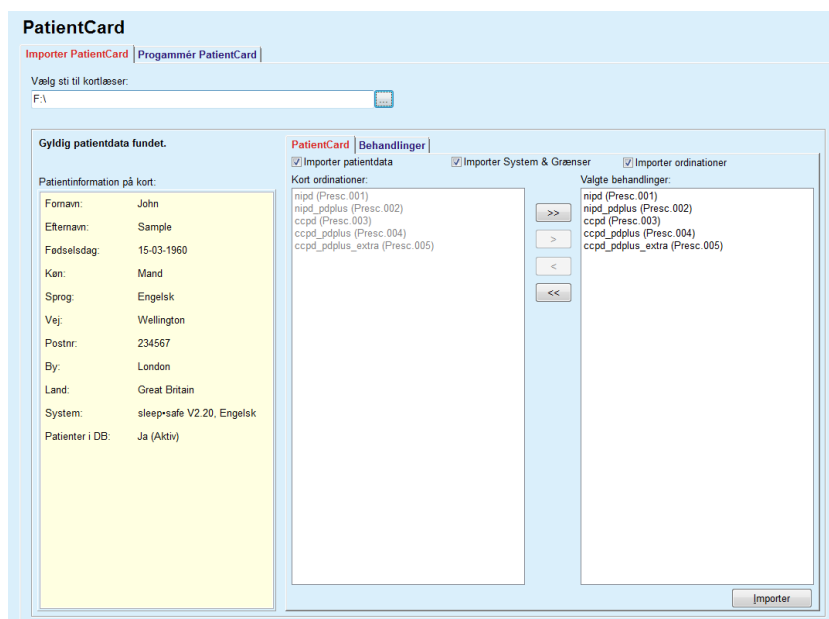 PatientCard
Importer PatientCard Progammér PatientCard
Vælg sti til kortlæser:
F:\
...
Gyldig patientdata fundet.
Patientinformation på kort:
Fornavn: John
Efternavn: Sample
Fødselsdag: 15-03-1960
Køn: Mand
Sprog: Engelsk
Vej: Wellington
Postnr: 234567
By: London
Land: Great Britain
System: sleep•safe V2.20, Engelsk
Patienter i DB: Ja (Aktiv)
PatientCard Behandlinger
Importer patientdata Importer System & Grænser Importer ordinationer
Kort ordinationer:
nipd (Presc.001)
nipd_pdplus (Presc.002)
ccpd (Presc.003)
ccpd_pdplus (Presc.004)
ccpd_pdplus_extra (Presc.005)
>>
>
<
<<
Valgte behandlinger:
nipd (Presc.001)
nipd_pdplus (Presc.002)
ccpd (Presc.003)
ccpd_pdplus (Presc.004)
ccpd_pdplus_extra (Presc.005)
Importer